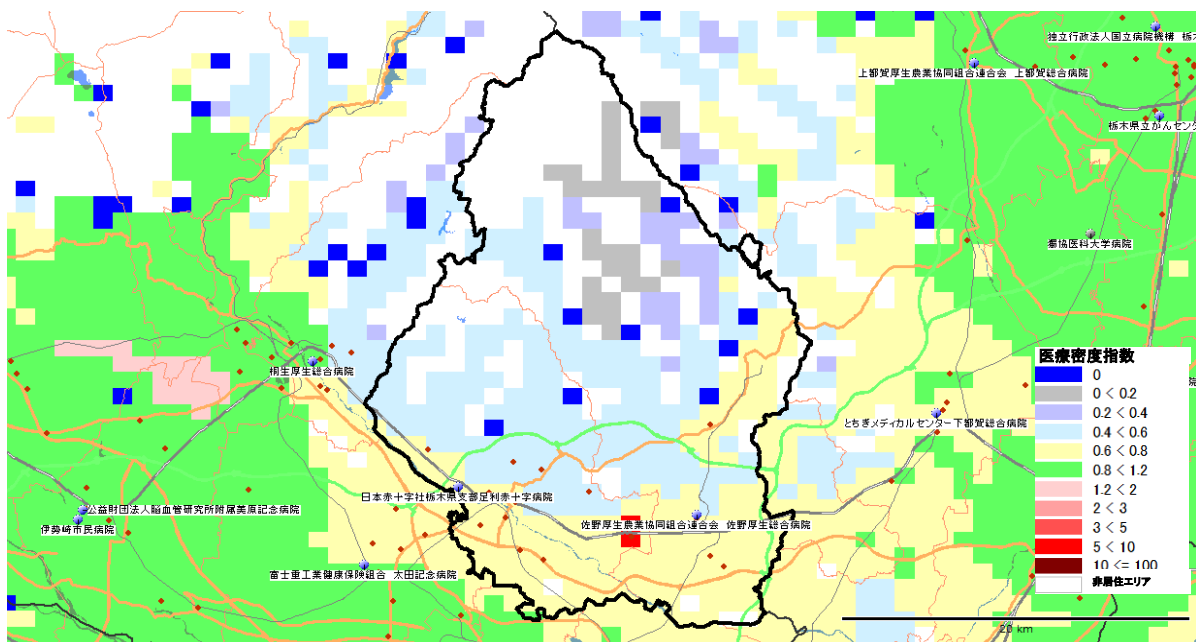 独立行政法人国立病院機構 栃木
上都賀厚生農業協同組合連合会 上都賀総合病院
栃木県立がんセンタ
獨協医科大学病院
桐生厚生総合病院
とちぎメディカルセンター下都賀総合病院
日本赤十字社栃木県支部足利赤十字病院
公益財団法人脳血管研究所附属美原記念病院
伊勢崎市民病院
佐野厚生農業協同組合連合会 佐野厚生総合病院
富士重工業健康保険組合 太田記念病院
医療密度指数
0
0 < 0.2
0.2 < 0.4
0.4 < 0.6
0.6 < 0.8
0.8 < 1.2
1.2 < 2
2 < 3
3 < 5
5 < 10
10 <= 100
非居住エリア
20 km